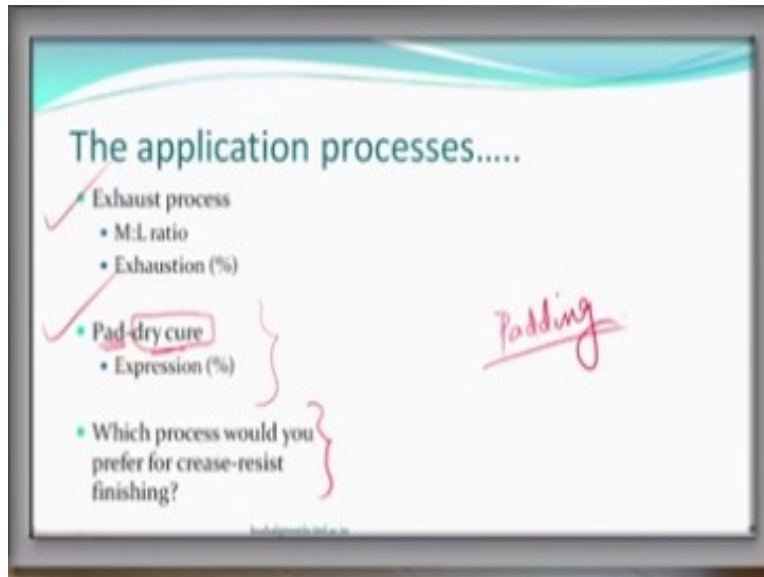 The application processes.....
• Exhaust process
• M:L ratio
• Exhaustion (%)
• Pad-dry cure
• Expression (%)
Padding
• Which process would you
prefer for crease-resist
finishing?